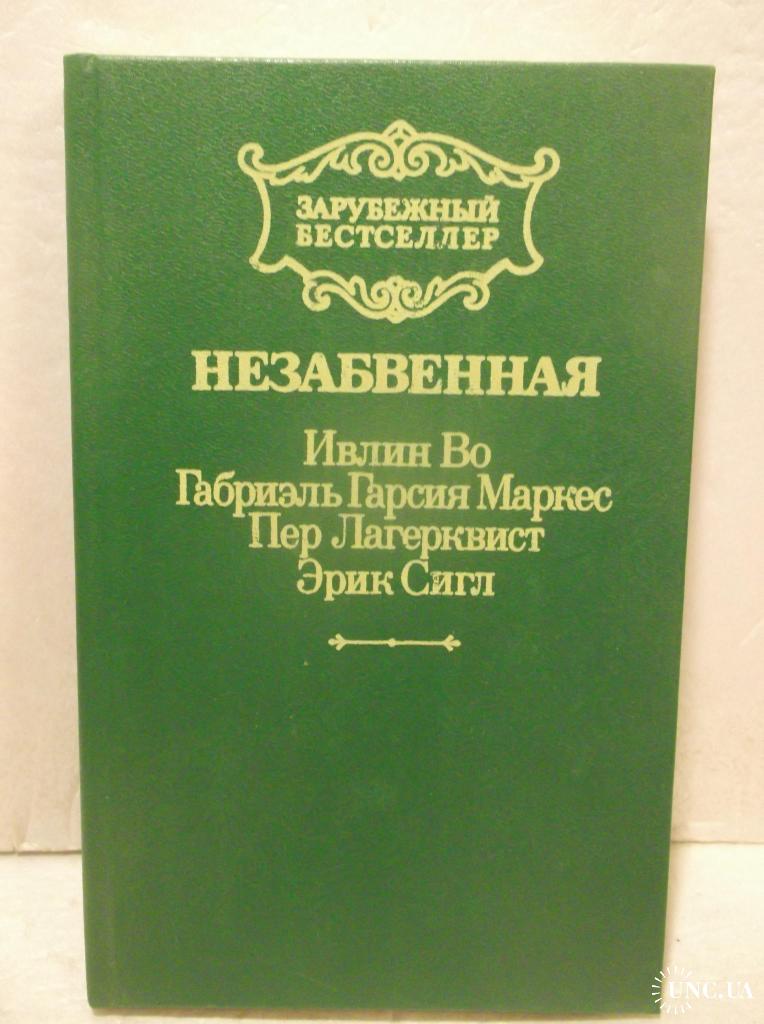 ЗАРУБЕЖНЫЙ
БЕСТСЕЛЛЕР
НЕЗАБВЕННАЯ
Ивлин Во
Габриэль Гарсия Маркес
Пер Лагерквист
Эрик Сигл
UNC.UA